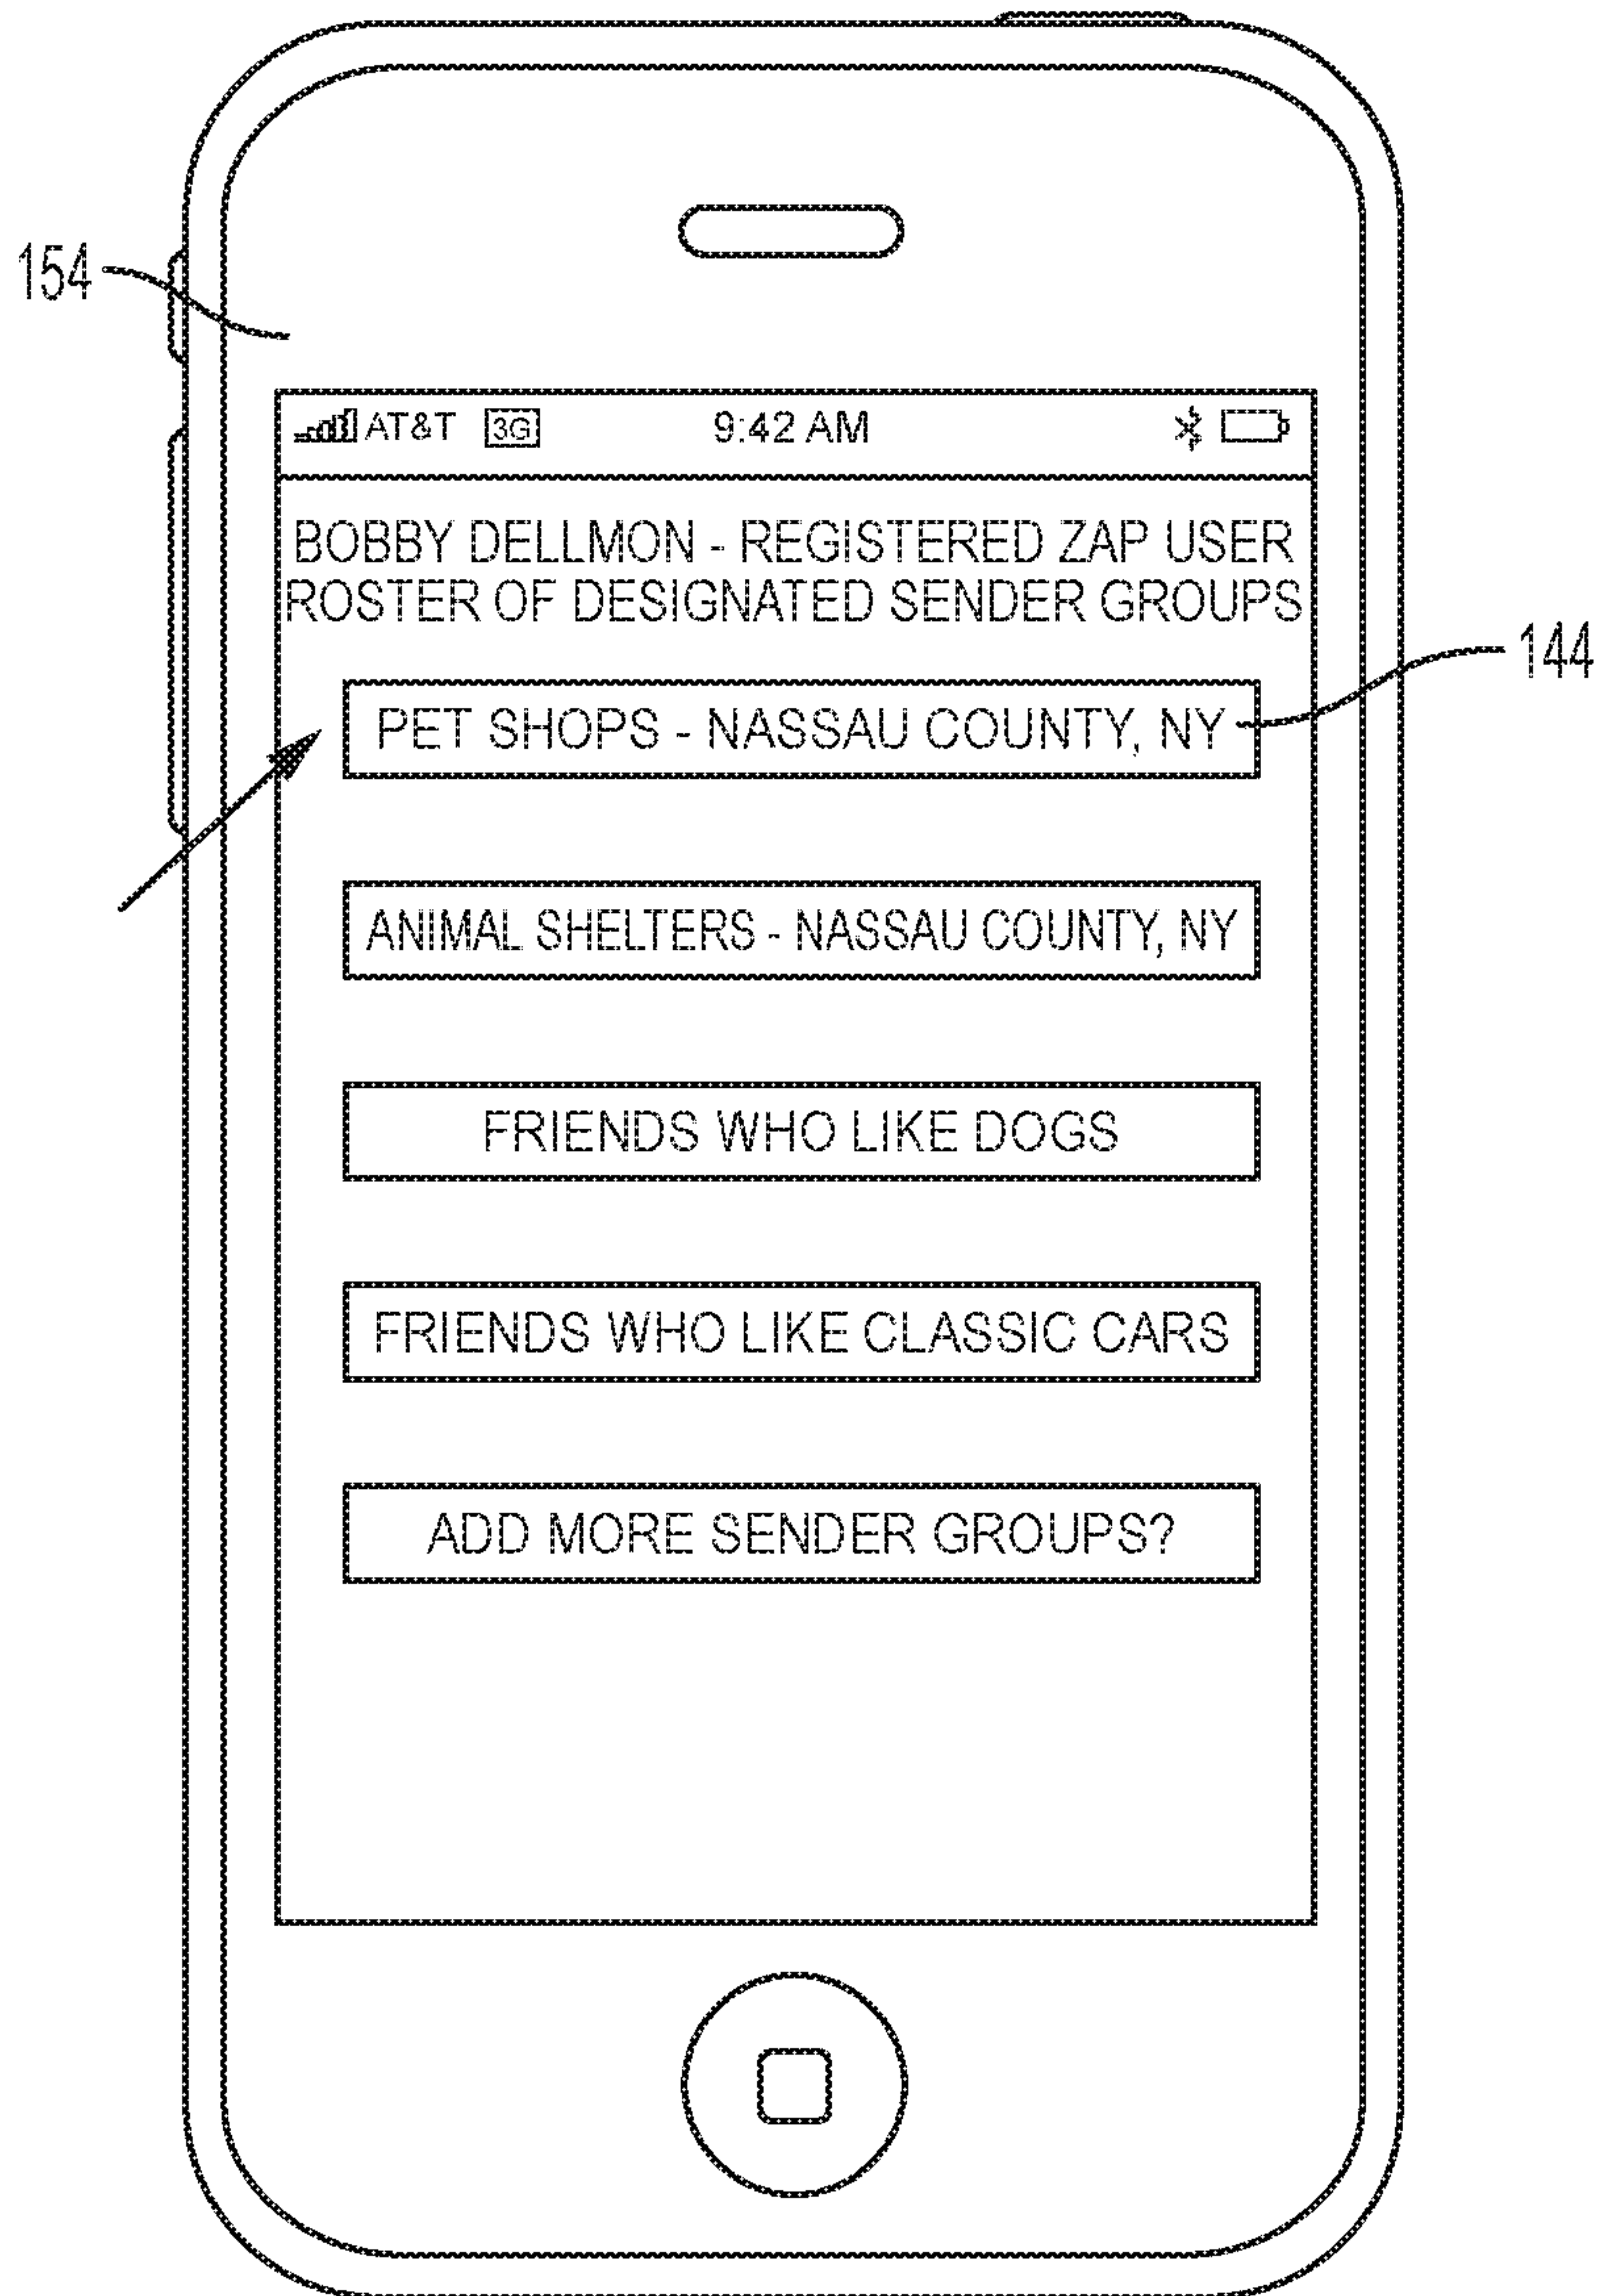 154
AT&T 3G 9:42 AM
BOBBY DELLMON - REGISTERED ZAP USER
ROSTER OF DESIGNATED SENDER GROUPS
144
PET SHOPS - NASSAU COUNTY, NY
ANIMAL SHELTERS - NASSAU COUNTY, NY
FRIENDS WHO LIKE DOGS
FRIENDS WHO LIKE CLASSIC CARS
ADD MORE SENDER GROUPS?